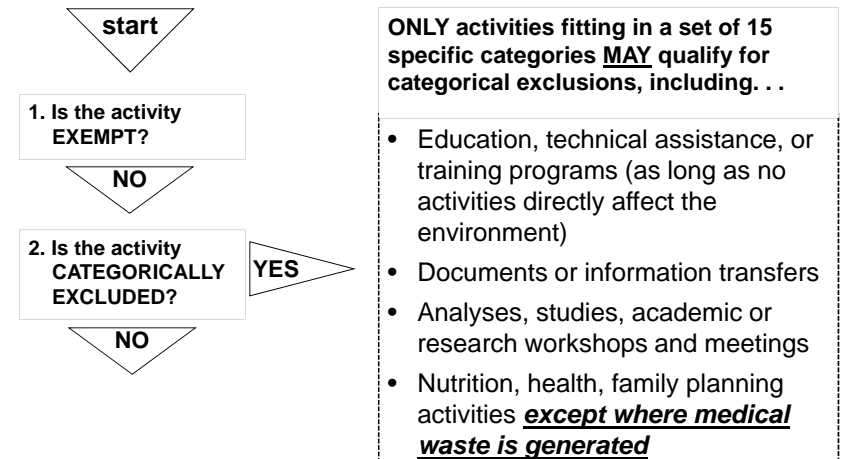 start
1. Is the activity
EXEMPT?
NO
2. Is the activity
CATEGORICALLY
EXCLUDED?
YES
NO
ONLY activities fitting in a set of 15
specific categories MAY qualify for
categorical exclusions, including. . .
• Education, technical assistance, or
training programs (as long as no
activities directly affect the
environment)
• Documents or information transfers
• Analyses, studies, academic or
research workshops and meetings
• Nutrition, health, family planning
activities except where medical
waste is generated